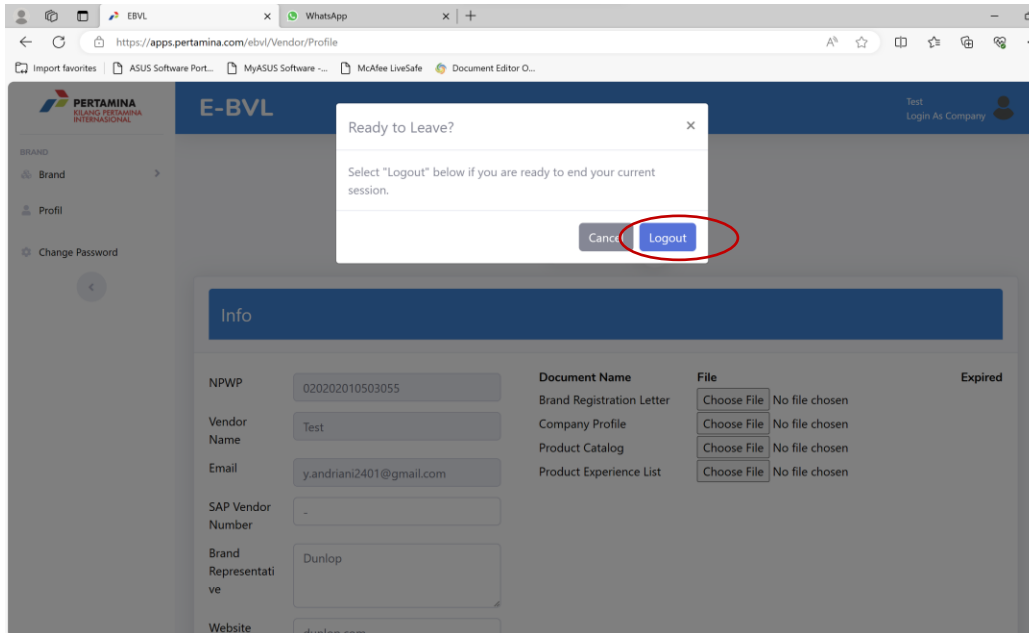 EBVL
WhatsApp
https://apps.pertamina.com/ebvl/Vendor/Profile
Import favorites
ASUS Software Port...
MyASUS Software -...
McAfee LiveSafe
Document Editor O...
PERTAMINA
KILANG PERTAMINA
INTERNASIONAL
E-BVL
Test
Login As Company
BRAND
Brand
Profil
Change Password
Ready to Leave?
Select "Logout" below if you are ready to end your current
session.
Cancel
Logout
Info
NPWP
020202010503055
Vendor
Name
Test
Email
y.andriani2401@gmail.com
SAP Vendor
Number
-
Brand
Representati
ve
Dunlop
Website
dunlop.com
Document Name File Expired
Brand Registration Letter Choose File No file chosen
Company Profile Choose File No file chosen
Product Catalog Choose File No file chosen
Product Experience List Choose File No file chosen